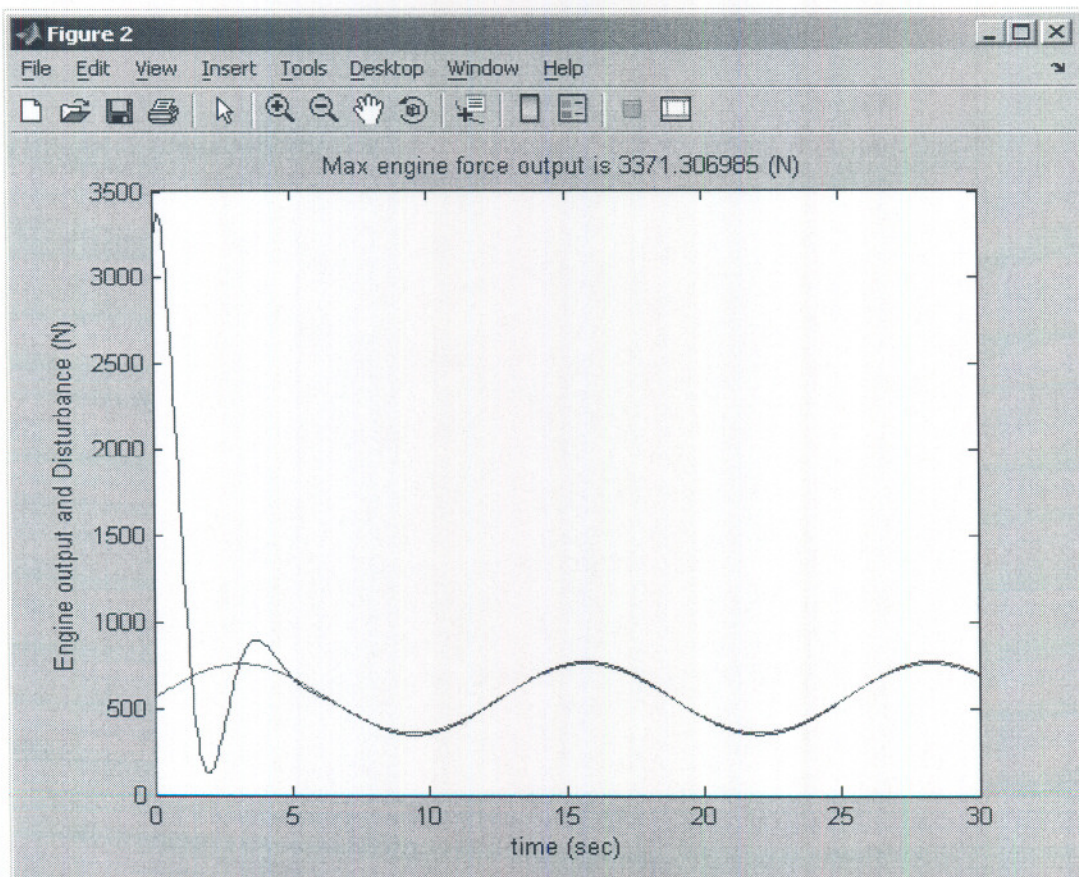 Figure 2
File Edit View Insert Tools Desktop Window Help
Max engine force output is 3371.306985 (N)
Engine output and Disturbance (N)
3500
3000
2500
2000
1500
1000
500
0
0 5 10 15 20 25 30
time (sec)